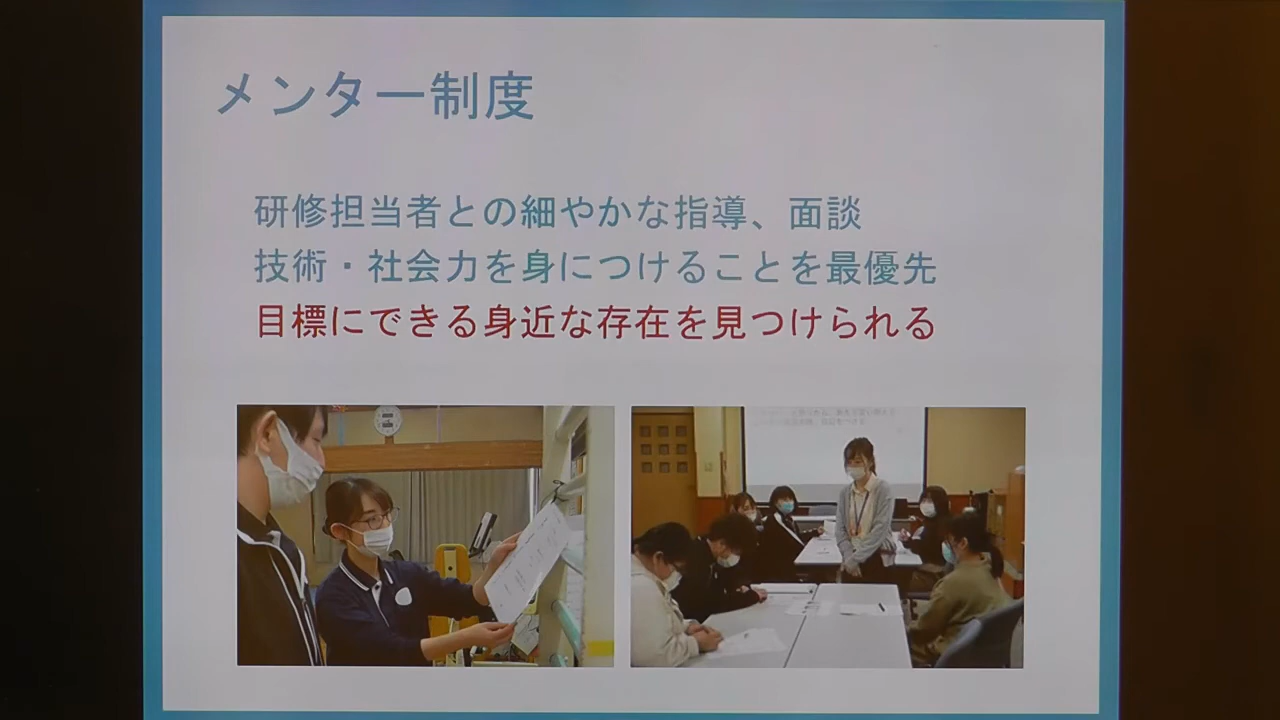 メンター制度
研修担当者との細やかな指導、面談
技術・社会力を身につけることを最優先
目標にできる身近な存在を見つけられる